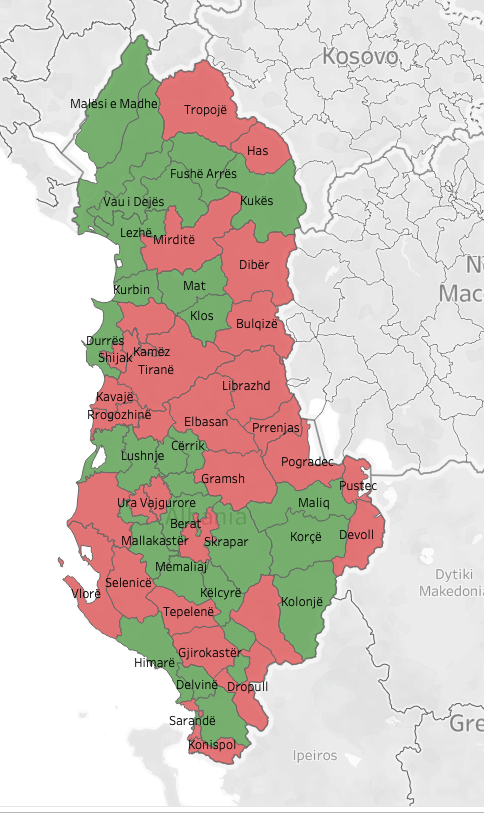 Kosovo
Malësi e Madhe
Tropojë
Has
Fushë Arrës
Vau i Dejës
Kukës
Lezhë
Mirditë
Dibër
Kurbin
Mat
Klos
Bulqizë
Durrës
Kamëz
Shijak
Tiranë
Librazhd
Kavajë
Rrogozhinë
Elbasan
Prrenjas
Cërrik
Lushnje
Pogradec
Gramsh
Pustec
Ura Vajgurore
Maliq
Albania
Berat
Mallakastër
Skrapar
Korçë
Devoll
Memaliaj
Selenicë
Vlorë
Këlcyrë
Kolonjë
Tepelenë
Gjirokastër
Himarë
Delvinë
Dropull
Sarandë
Konispol
Dytiki
Ipeiros